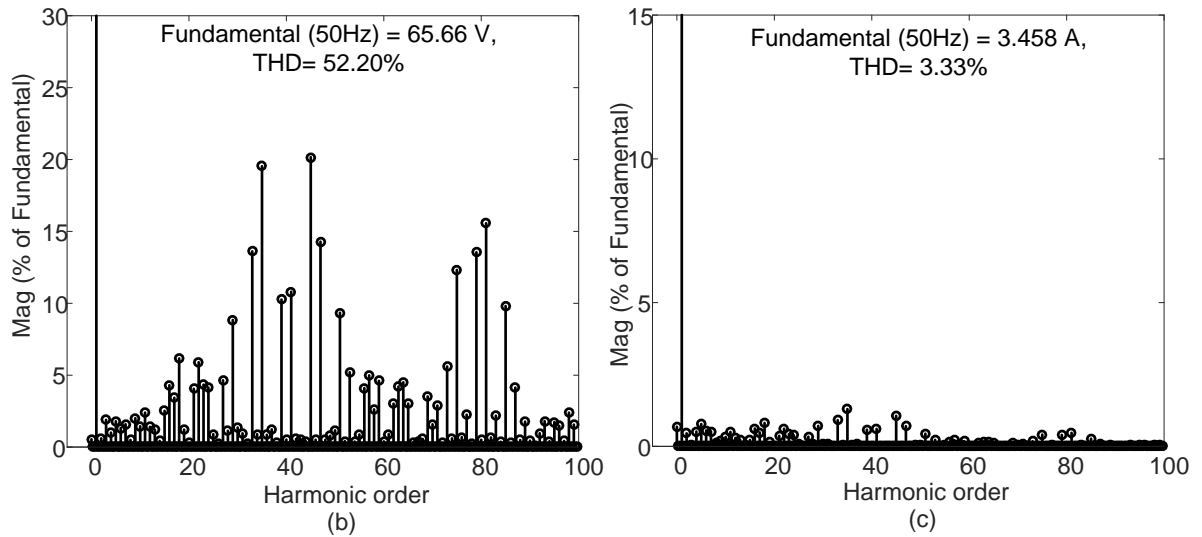 Fundamental (50Hz) = 65.66 V,
THD= 52.20%
Mag (% of Fundamental)
30
25
20
15
10
5
0
0 20 40 60 80 100
Harmonic order
(b)
Fundamental (50Hz) = 3.458 A,
THD= 3.33%
Mag (% of Fundamental)
15
10
5
0
0 20 40 60 80 100
Harmonic order
(c)